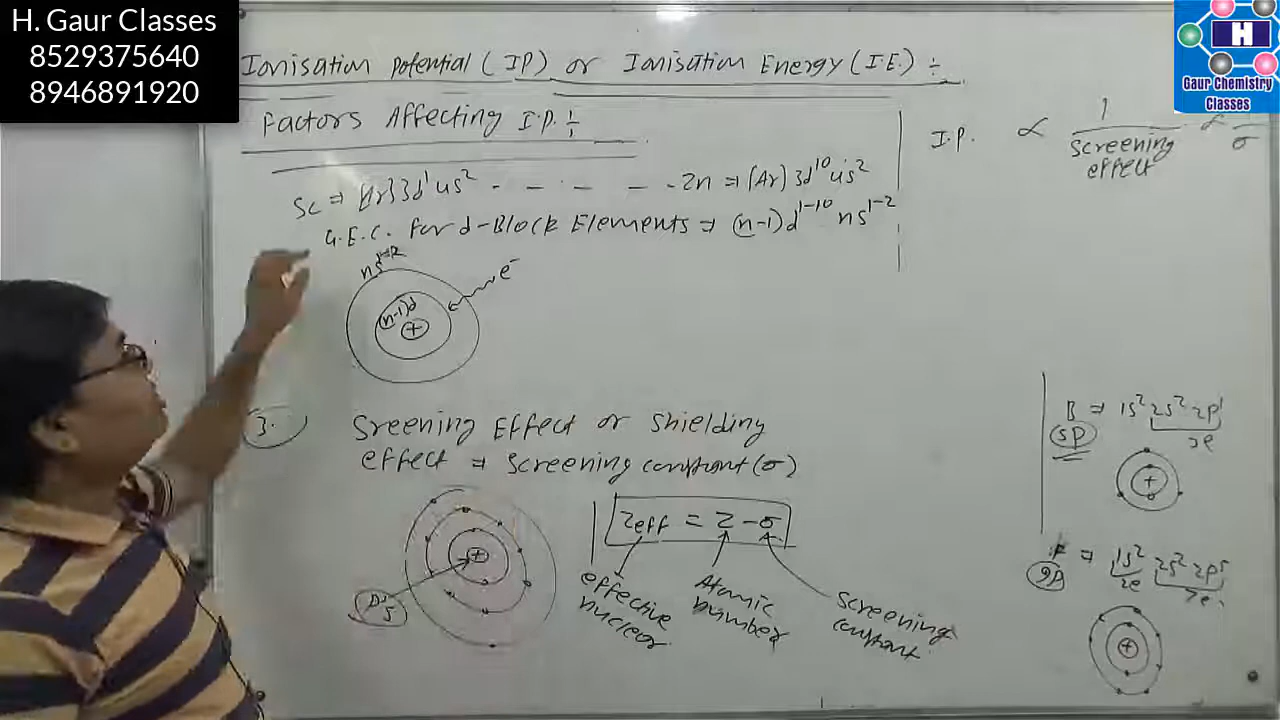 H. Gaur Classes
8529375640
8946891920
H
Gaur Chemistry
Classes
Ionisation Potential (IP) or Ionisation Energy (I.E.) ÷
Factors Affecting I.P. ÷
Sc ⇒ [Ar] 3d¹ 4s² - - - - - Zn ⇒ (Ar) 3d¹⁰ 4s²
G.E.C. For d-Block Elements ⇒ (n-1)d¹⁻¹⁰ ns¹⁻²
I.P. ∝ 1 / Screening effect ∝ 1 / σ
ns¹⁻²
(n-1)d
+
e⁻
3.
Sreening Effect or Shielding
effect ⇒ Screening constant (σ)
+
Zeff = Z - σ
effective
nuclear
Atomic
number
Screening
constant
B ⇒ 1s² 2s² 2p¹
5P
3e
+
F ⇒ 1s² 2s² 2p⁵
9P
2e
7e
+